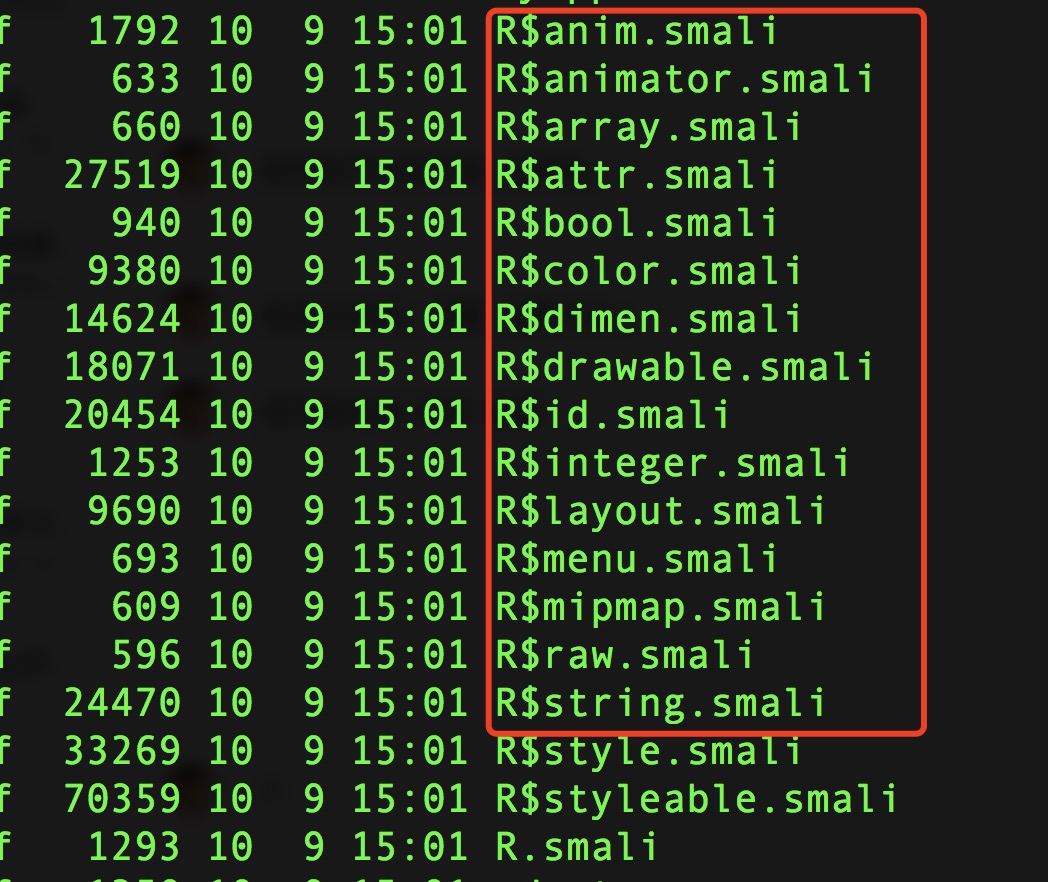 f 1792 10 9 15:01 R$anim.smali
f 633 10 9 15:01 R$animator.smali
f 660 10 9 15:01 R$array.smali
f 27519 10 9 15:01 R$attr.smali
f 940 10 9 15:01 R$bool.smali
f 9380 10 9 15:01 R$color.smali
f 14624 10 9 15:01 R$dimen.smali
f 18071 10 9 15:01 R$drawable.smali
f 20454 10 9 15:01 R$id.smali
f 1253 10 9 15:01 R$integer.smali
f 9690 10 9 15:01 R$layout.smali
f 693 10 9 15:01 R$menu.smali
f 609 10 9 15:01 R$mipmap.smali
f 596 10 9 15:01 R$raw.smali
f 24470 10 9 15:01 R$string.smali
f 33269 10 9 15:01 R$style.smali
f 70359 10 9 15:01 R$styleable.smali
f 1293 10 9 15:01 R.smali